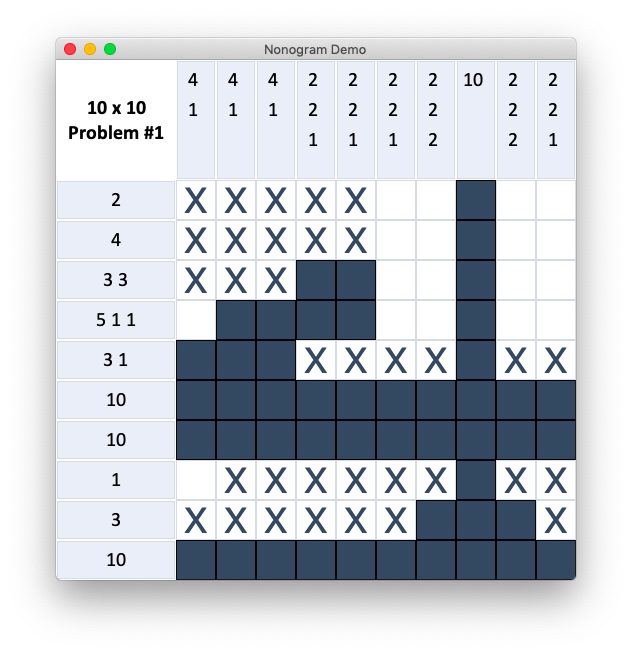 Nonogram Demo
10 x 10
Problem #1
4 4 4 2 2 2 2 10 2 2
1 1 1 2 2 2 2 2 2
1 1 1 2 2 1
2 X X X X X
4 X X X X X
3 3 X X X
5 1 1
3 1 X X X X X X
10
10
1 X X X X X X X X
3 X X X X X X X
10